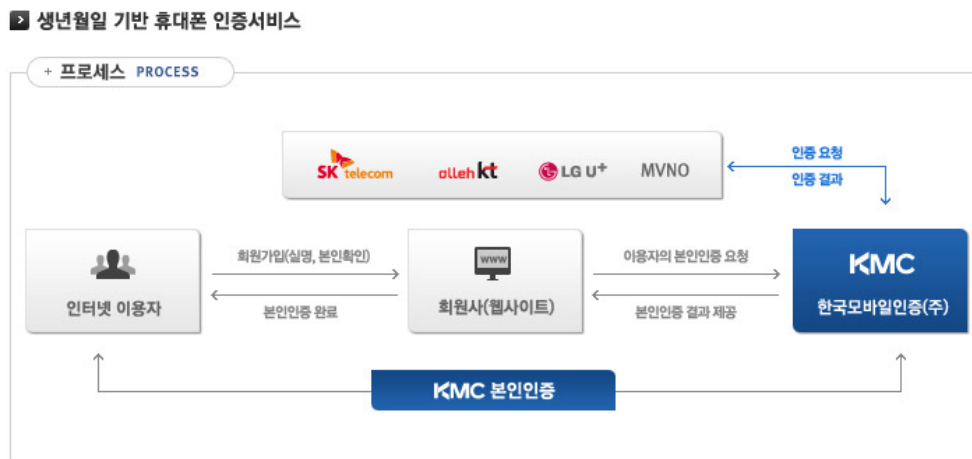 생년월일 기반 휴대폰 인증서비스
+ 프로세스 PROCESS
SK telecom
olleh kt
LG U+
MVNO
인증 요청
인증 결과
인터넷 이용자
회원가입(실명, 본인확인)
본인인증 완료
www
회원사(웹사이트)
이용자의 본인인증 요청
본인인증 결과 제공
KMC
한국모바일인증(주)
KMC 본인인증